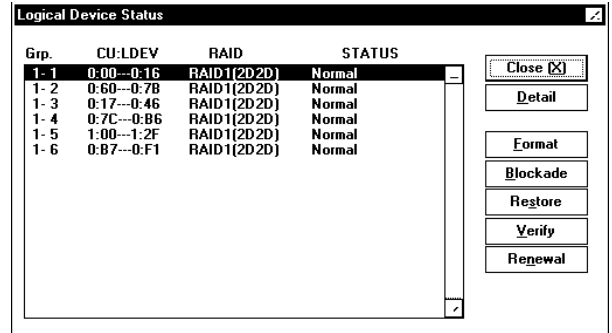 Logical Device Status
Grp. CU:LDEV RAID STATUS
1- 1 0:00---0:16 RAID1(2D2D) Normal
1- 2 0:60---0:7B RAID1(2D2D) Normal
1- 3 0:17---0:46 RAID1(2D2D) Normal
1- 4 0:7C---0:B6 RAID1(2D2D) Normal
1- 5 1:00---1:2F RAID1(2D2D) Normal
1- 6 0:B7---0:F1 RAID1(2D2D) Normal
Close (X)
Detail
Format
Blockade
Restore
Verify
Renewal